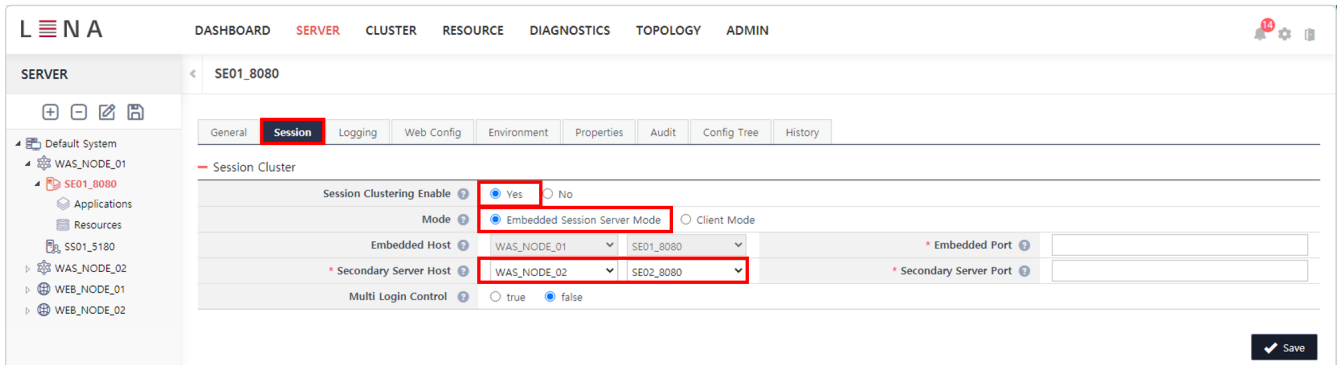 LENA
DASHBOARD SERVER CLUSTER RESOURCE DIAGNOSTICS TOPOLOGY ADMIN 14
SERVER
SE01_8080
General Session Logging Web Config Environment Properties Audit Config Tree History
Default System
WAS_NODE_01
SE01_8080
Applications
Resources
SS01_5180
WAS_NODE_02
WEB_NODE_01
WEB_NODE_02
Session Cluster
Session Clustering Enable ? Yes No
Mode ? Embedded Session Server Mode Client Mode
Embedded Host ? WAS_NODE_01 SE01_8080 * Embedded Port ?
* Secondary Server Host ? WAS_NODE_02 SE02_8080 * Secondary Server Port ?
Multi Login Control ? true false
Save